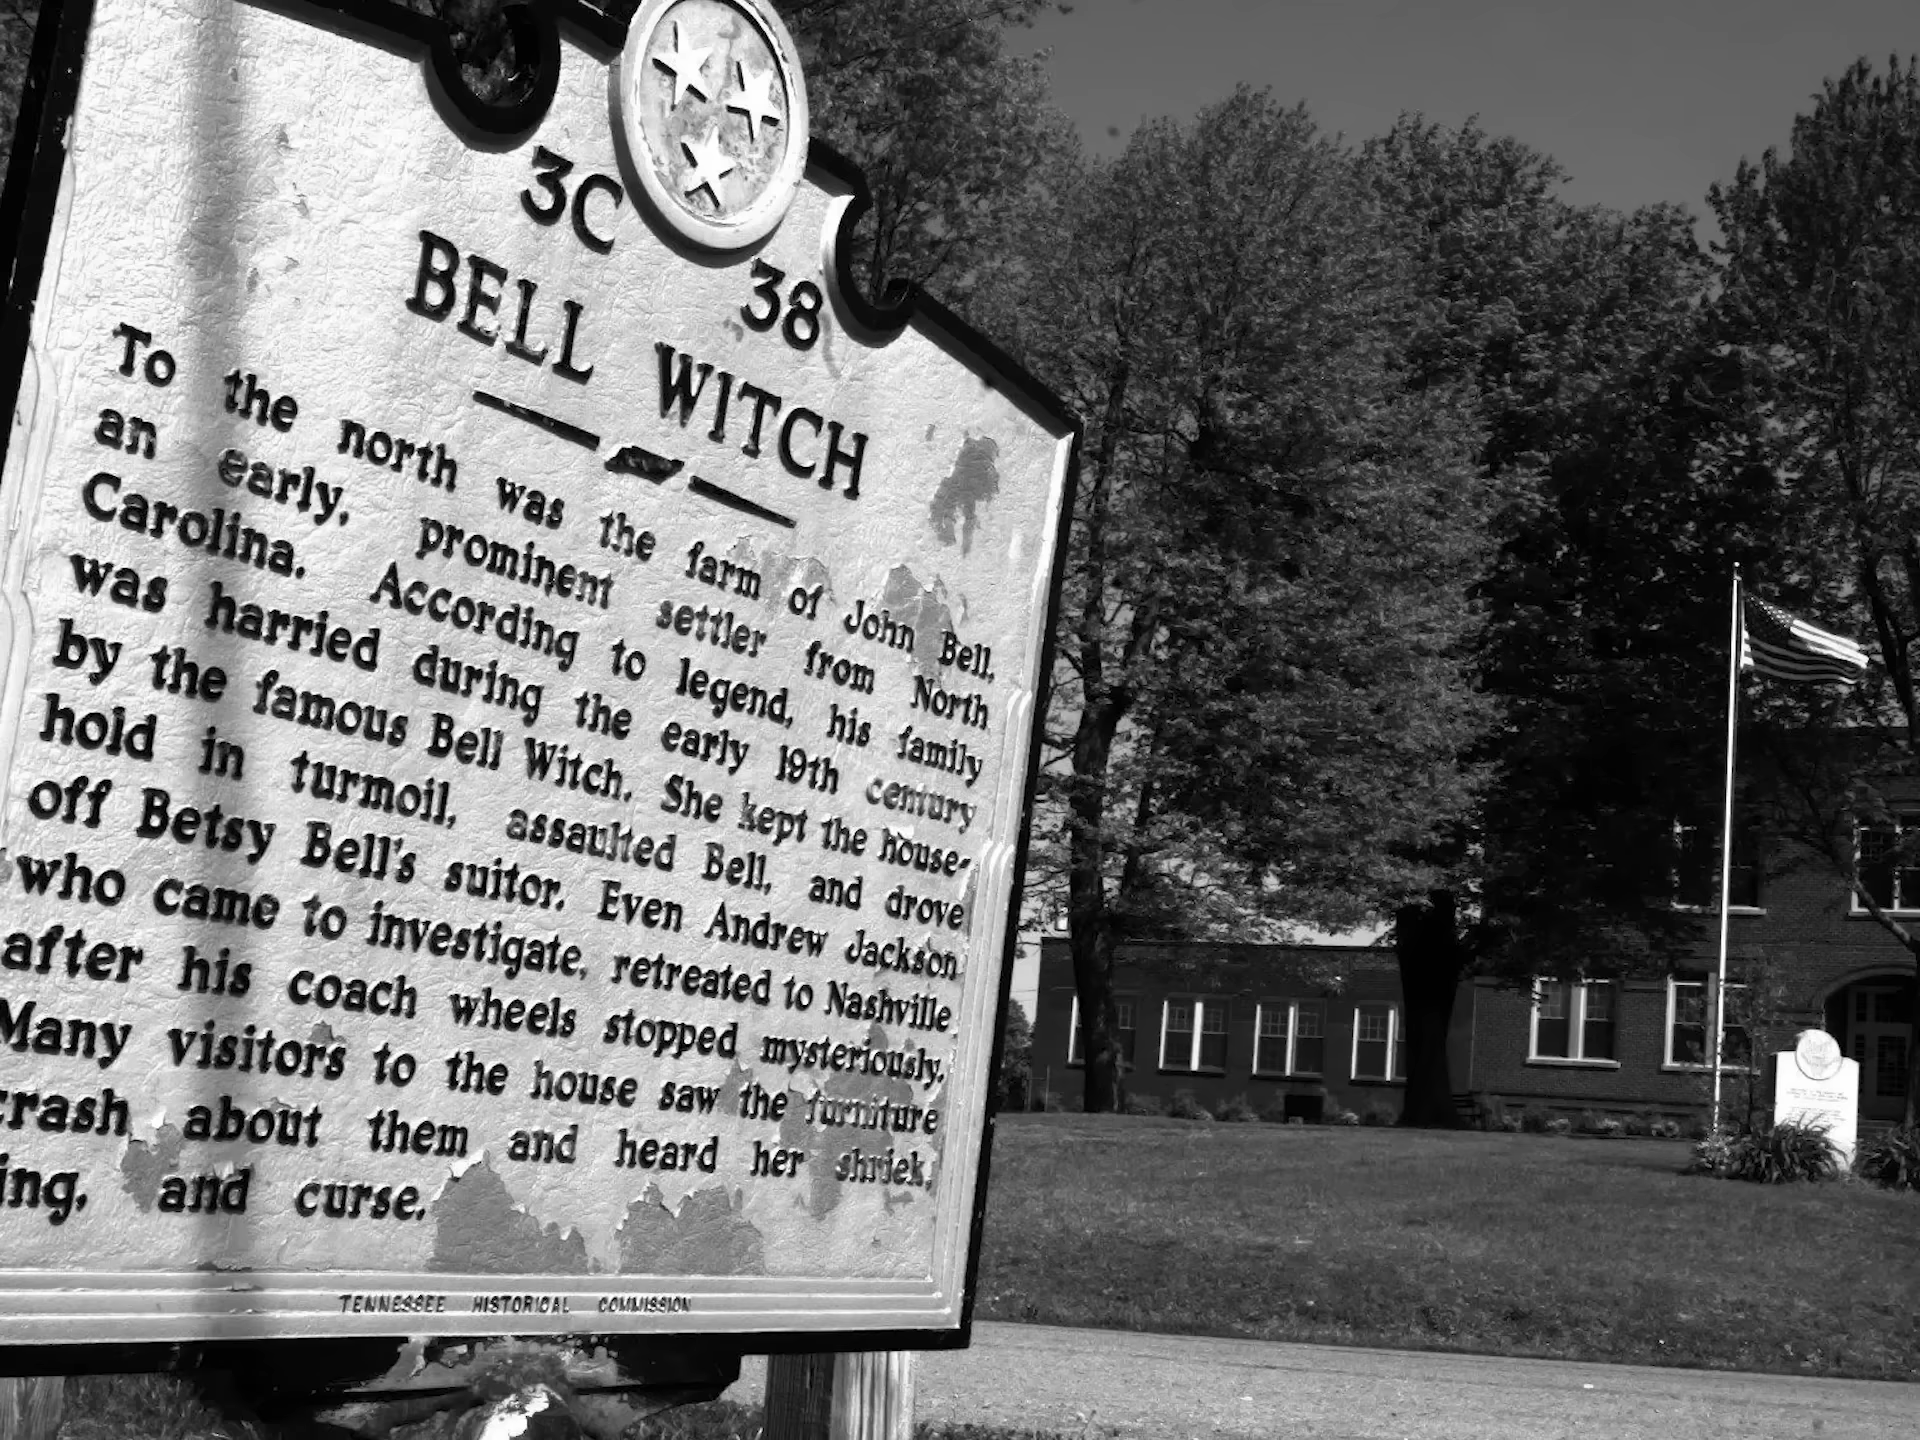 3C 38
BELL WITCH
To the north was the farm of John Bell,
an early, prominent settler from North
Carolina. According to legend, his family
was harried during the early 19th century
by the famous Bell Witch. She kept the house-
hold in turmoil, assaulted Bell, and drove
off Betsy Bell's suitor. Even Andrew Jackson
who came to investigate, retreated to Nashville
after his coach wheels stopped mysteriously.
Many visitors to the house saw the furniture
crash about them and heard her shriek,
ing, and curse.
TENNESSEE HISTORICAL COMMISSION